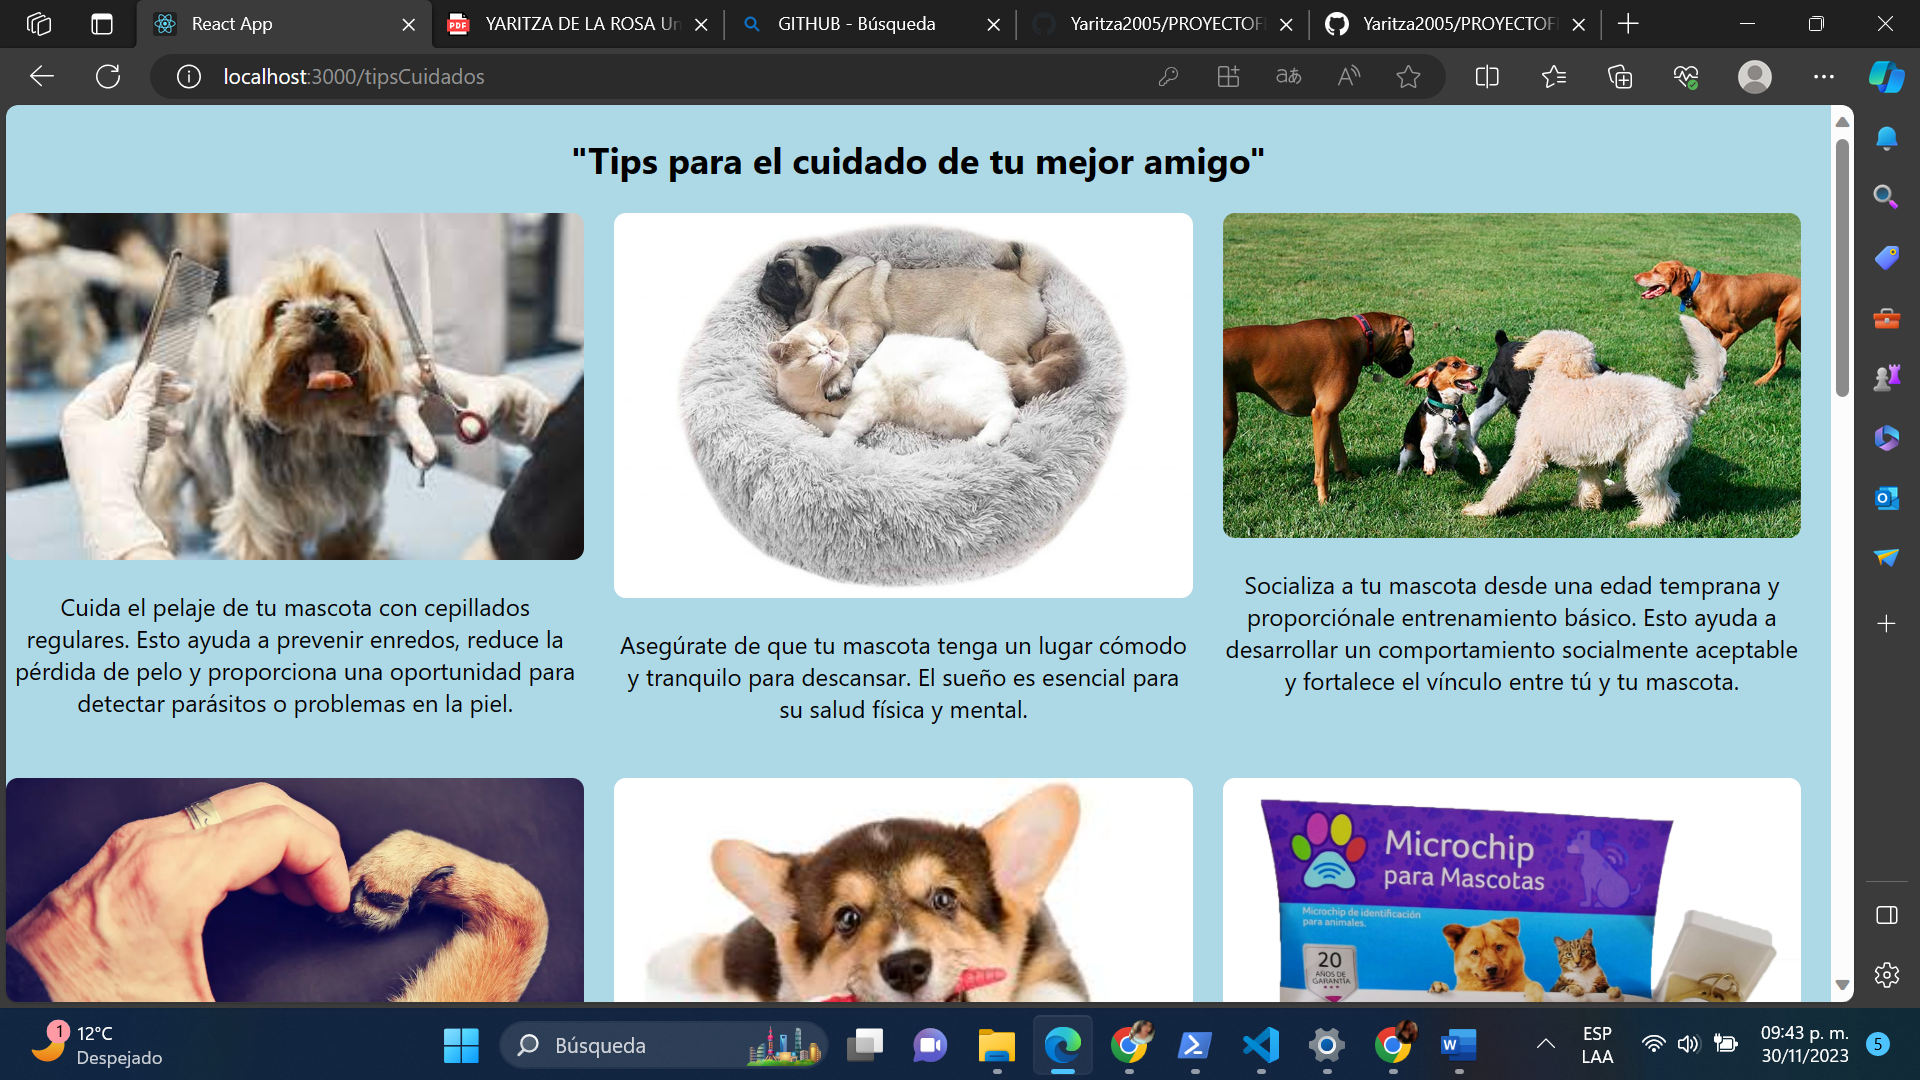 React App
YARITZA DE LA ROSA Un
GITHUB - Búsqueda
Yaritza2005/PROYECTOFI
Yaritza2005/PROYECTOFI
localhost:3000/tipsCuidados
"Tips para el cuidado de tu mejor amigo"
Cuida el pelaje de tu mascota con cepillados
regulares. Esto ayuda a prevenir enredos, reduce la
pérdida de pelo y proporciona una oportunidad para
detectar parásitos o problemas en la piel.
Asegúrate de que tu mascota tenga un lugar cómodo
y tranquilo para descansar. El sueño es esencial para
su salud física y mental.
Socializa a tu mascota desde una edad temprana y
proporciónale entrenamiento básico. Esto ayuda a
desarrollar un comportamiento socialmente aceptable
y fortalece el vínculo entre tú y tu mascota.
Microchip
para Mascotas
Microchip de identificación
para animales.
20
AÑOS DE
GARANTÍA
1
12°C
Despejado
Búsqueda
ESP
LAA
09:43 p. m.
30/11/2023
5